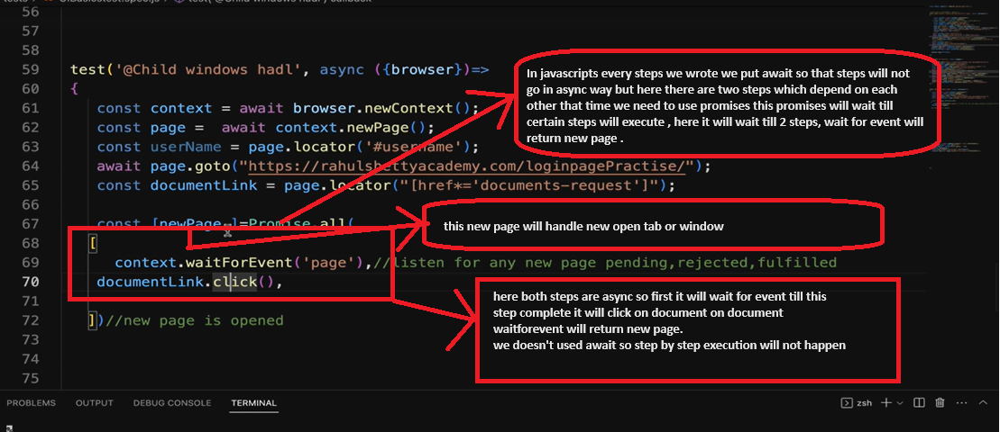 56
57
58
59 test('@Child windows hadl', async ({browser})=>
60 {
61 const context = await browser.newContext();
62 const page =  await context.newPage();
63 const userName = page.locator('#username');
64 await page.goto("https://rahulshettyacademy.com/loginpagePractise/");
65 const documentLink = page.locator("[href*='documents-request']");
66
67 const [newPage,]=Promise.all(
68 [
69 context.waitForEvent('page'),//listen for any new page pending,rejected,fulfilled
70 documentLink.click(),
71
72 ])//new page is opened
73
74
75
In javascripts every steps we wrote we put await so that steps will not
go in async way but here there are two steps which depend on each
other that time we need to use promises this promises will wait till
certain steps will execute , here it will wait till 2 steps, wait for event will
return new page .
this new page will handle new open tab or window
here both steps are async so first it will wait for event till this
step complete it will click on document on document
waitforevent will return new page.
we doesn't used await so step by step execution will not happen
PROBLEMS OUTPUT DEBUG CONSOLE TERMINAL zsh